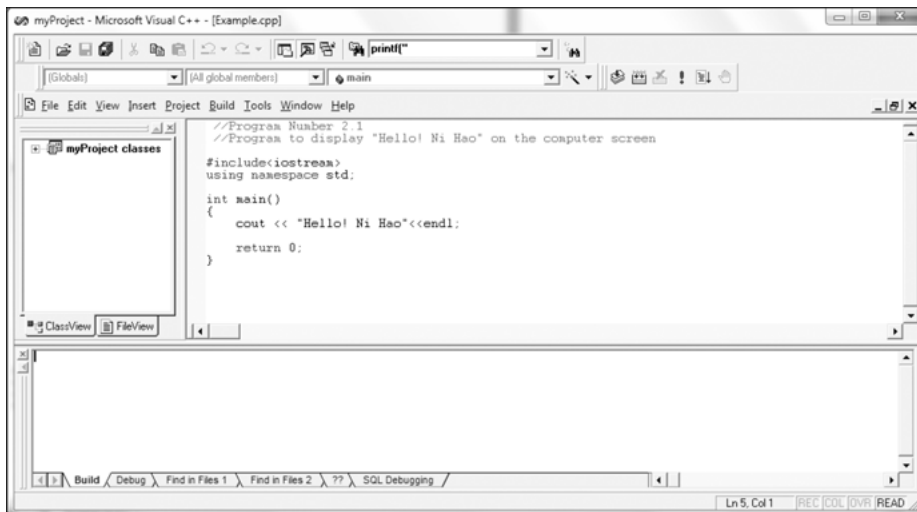 myProject - Microsoft Visual C++ - [Example.cpp]
printf("
(Globals) (All global members) main
File Edit View Insert Project Build Tools Window Help
myProject classes
//Program Number 2.1
//Program to display "Hello! Ni Hao" on the computer screen
#include<iostream>
using namespace std;
int main()
{
cout << "Hello! Ni Hao"<<endl;
return 0;
}
ClassView FileView
Build Debug Find in Files 1 Find in Files 2 ?? SQL Debugging
Ln 5, Col 1 REC COL OVR READ